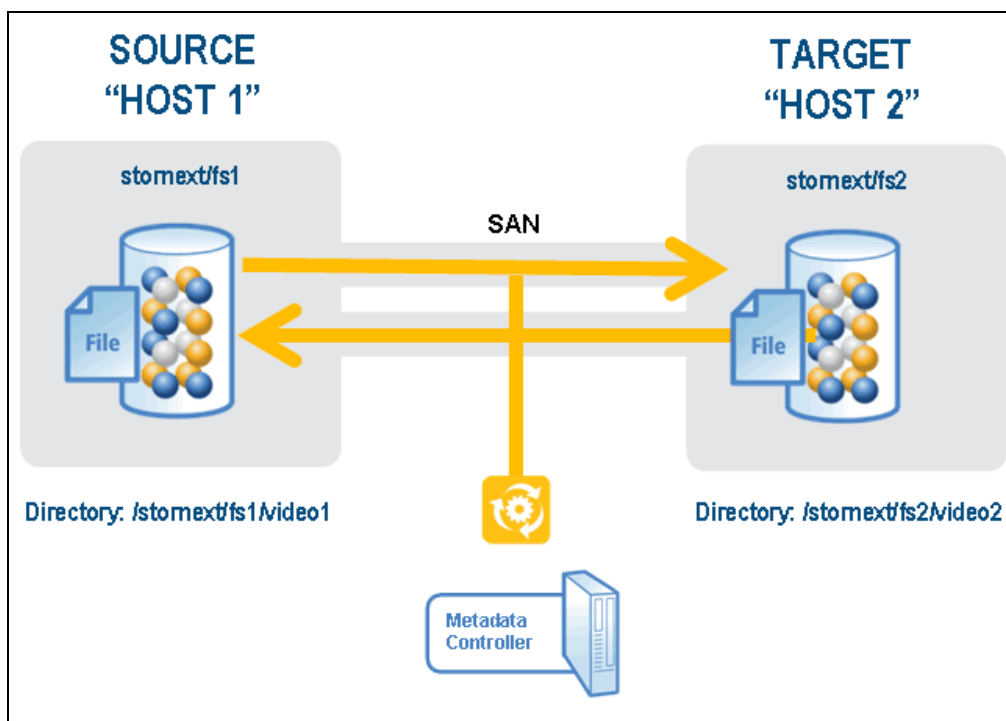 SOURCE
“HOST 1”
TARGET
“HOST 2”
stornext/fs1
stornext/fs2
SAN
File
File
Directory: /stornext/fs1/video1
Directory: /stornext/fs2/video2
Metadata
Controller